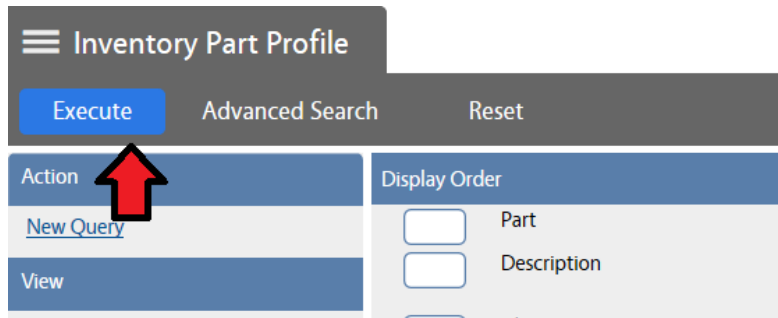 Inventory Part Profile
Execute Advanced Search Reset
Action
New Query
View
Display Order
Part
Description